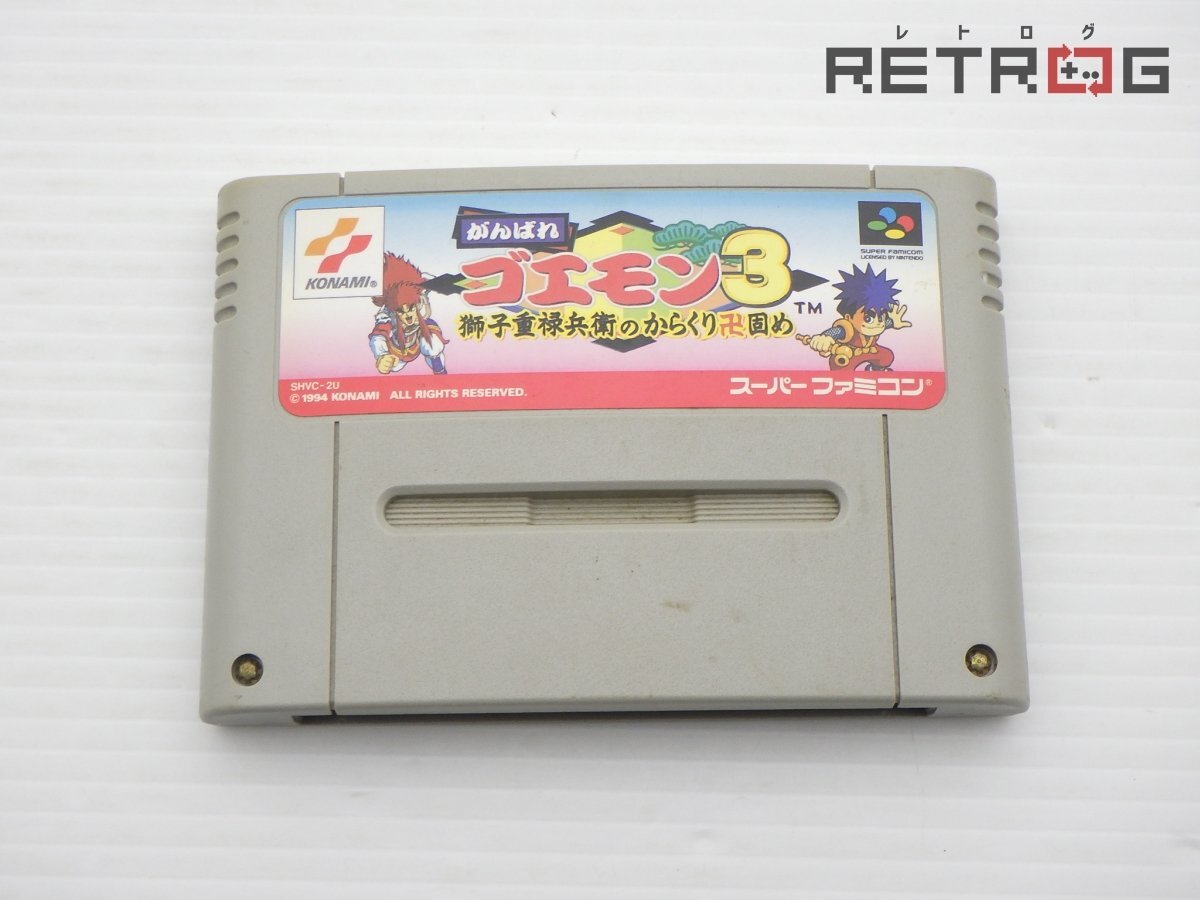 レトログ
RETROG
KONAMI®
がんばれ
ゴエモン3
TM
獅子重禄兵衛のからくり卍固め
SUPER FAMICOM
LICENSED BY NINTENDO
SHVC-2U
© 1994 KONAMI ALL RIGHTS RESERVED.
スーパーファミコン®